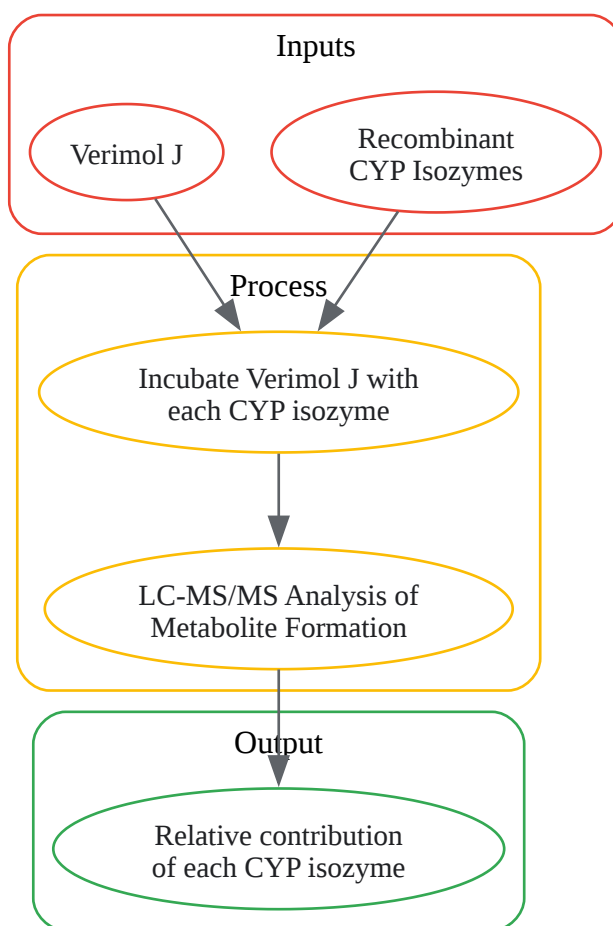 Inputs
Verimol J
Recombinant
CYP Isozymes
Process
Incubate Verimol J with
each CYP isozyme
LC-MS/MS Analysis of
Metabolite Formation
Output
Relative contribution
of each CYP isozyme